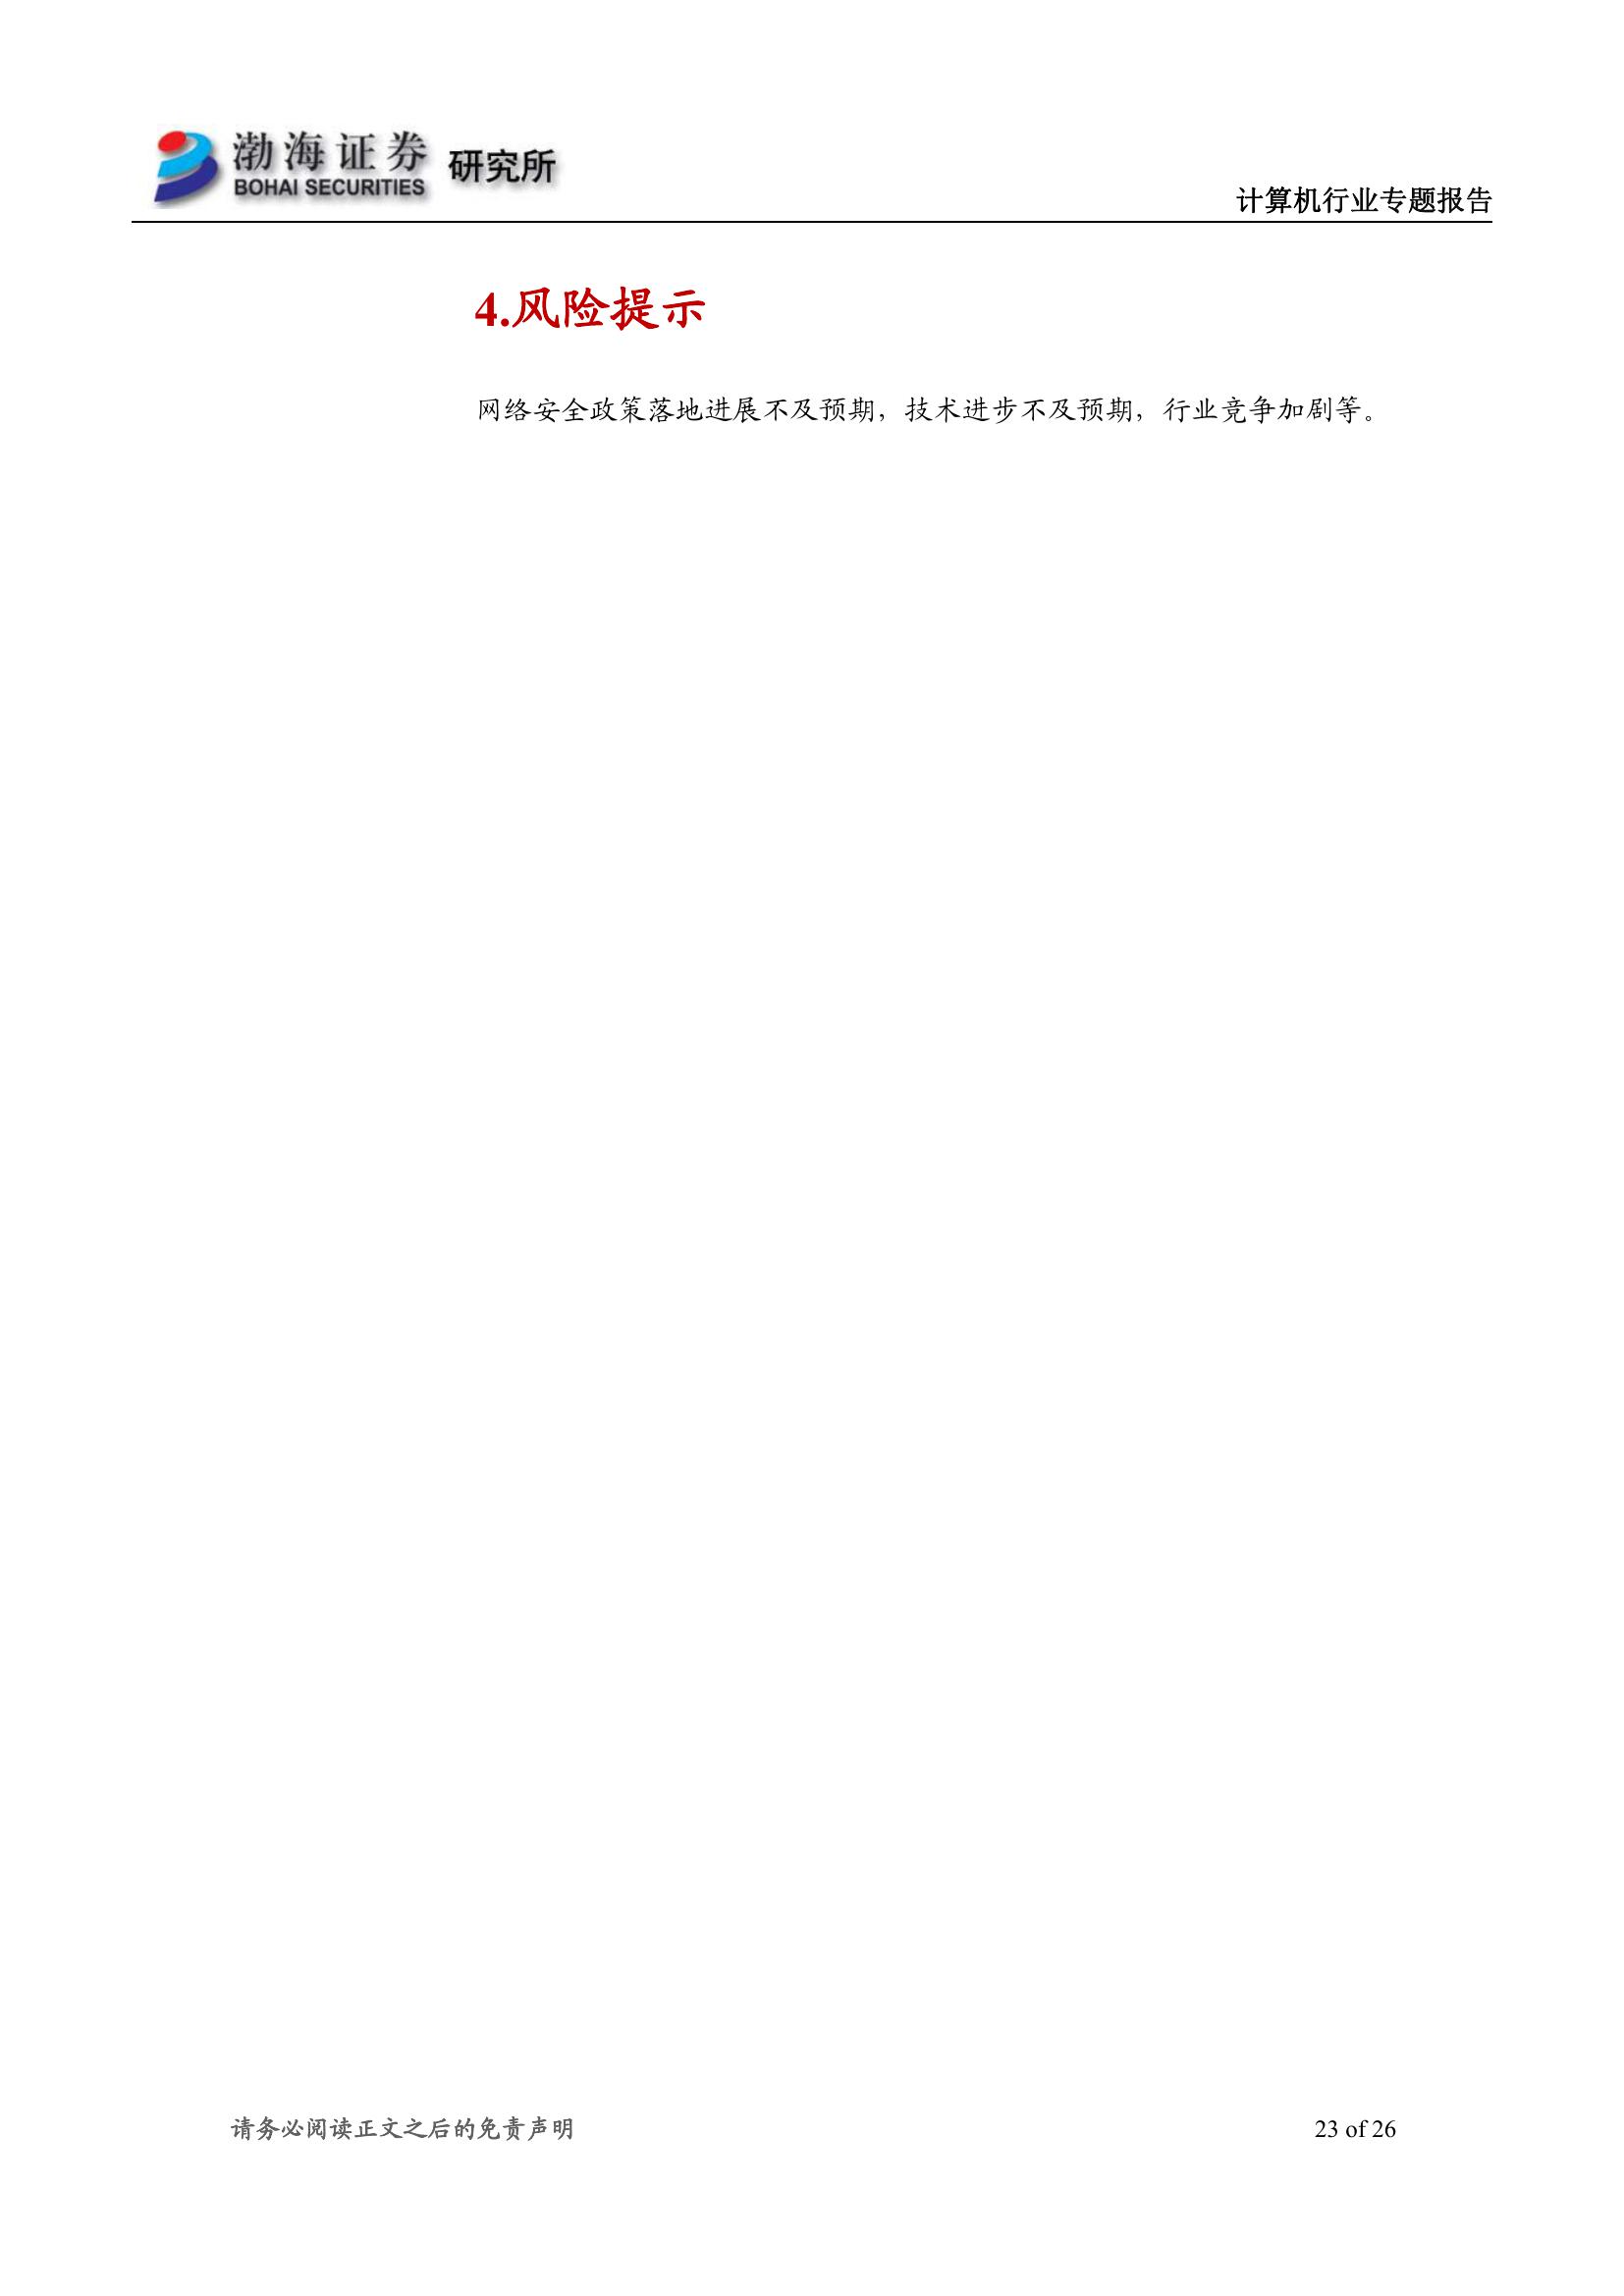 渤海证券 研究所
BOHAI SECURITIES
计算机行业专题报告
4.风险提示
网络安全政策落地进展不及预期，技术进步不及预期，行业竞争加剧等。
请务必阅读正文之后的免责声明 23 of 26